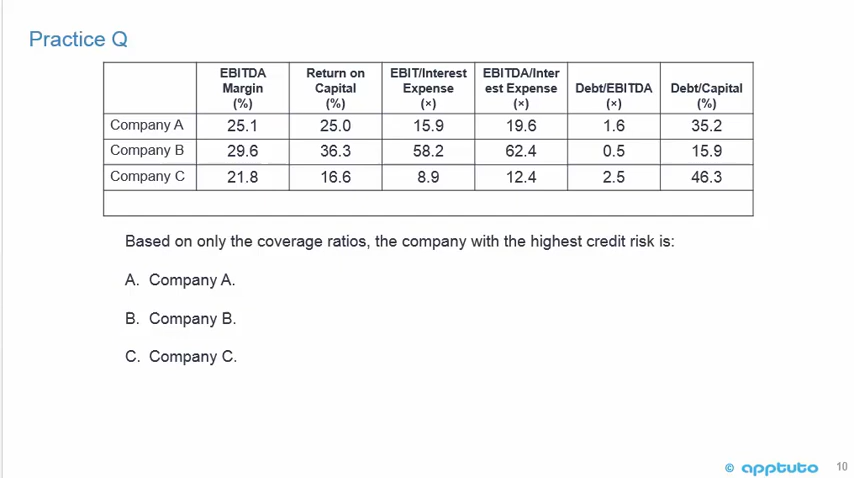 Practice Q
EBITDA Margin (%) Return on Capital (%) EBIT/Interest Expense (×) EBITDA/Inter est Expense (×) Debt/EBITDA (×) Debt/Capital (%)
Company A 25.1 25.0 15.9 19.6 1.6 35.2
Company B 29.6 36.3 58.2 62.4 0.5 15.9
Company C 21.8 16.6 8.9 12.4 2.5 46.3
Based on only the coverage ratios, the company with the highest credit risk is:
A. Company A.
B. Company B.
C. Company C.
© apptuto 10